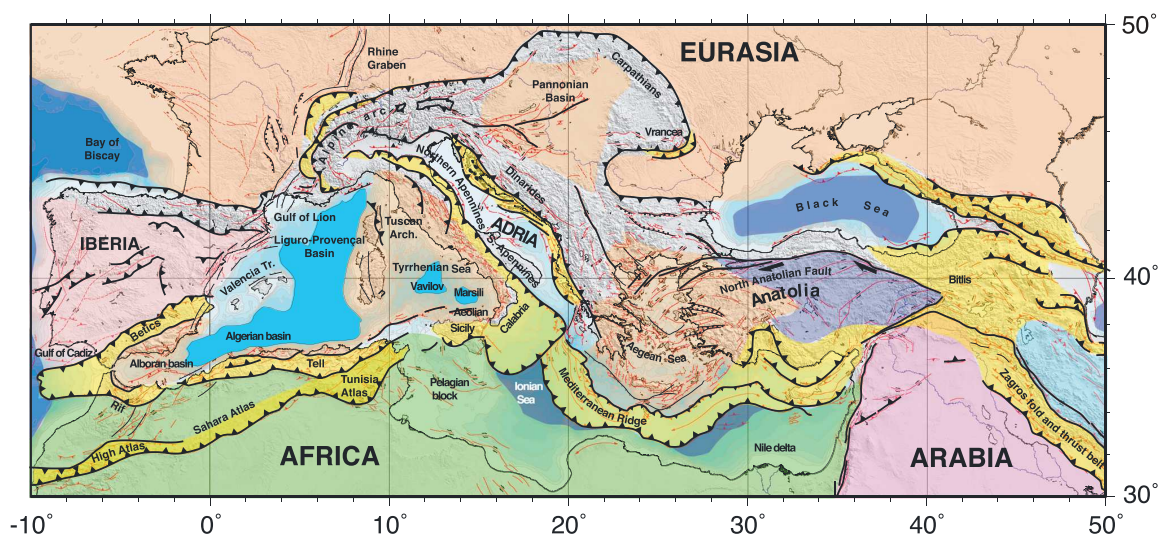 50°
EURASIA
Rhine
Graben
Carpathians
Pannonian
Basin
Alpine arc
Vrancea
Bay of
Biscay
Northern Apennines
Dinarides
Gulf of Lion
Tuscan
Arch.
ADRIA
S. Apennines
Black Sea
IBERIA
Liguro-Provençal
Basin
Valencia Tr.
Tyrrhenian Sea
Vavilov
Marsili
North Anatolian Fault
Anatolia
Bitlis
40°
Aeolian
Sicily
Calabria
Betics
Algerian basin
Gulf of Cadiz
Alboran basin
Aegean Sea
Tell
Tunisia
Atlas
Pelagian
block
Ionian
Sea
Mediterranean Ridge
Zagros fold and thrust belt
Rif
Sahara Atlas
High Atlas
AFRICA
Nile delta
ARABIA
30°
-10°
0°
10°
20°
30°
40°
50°